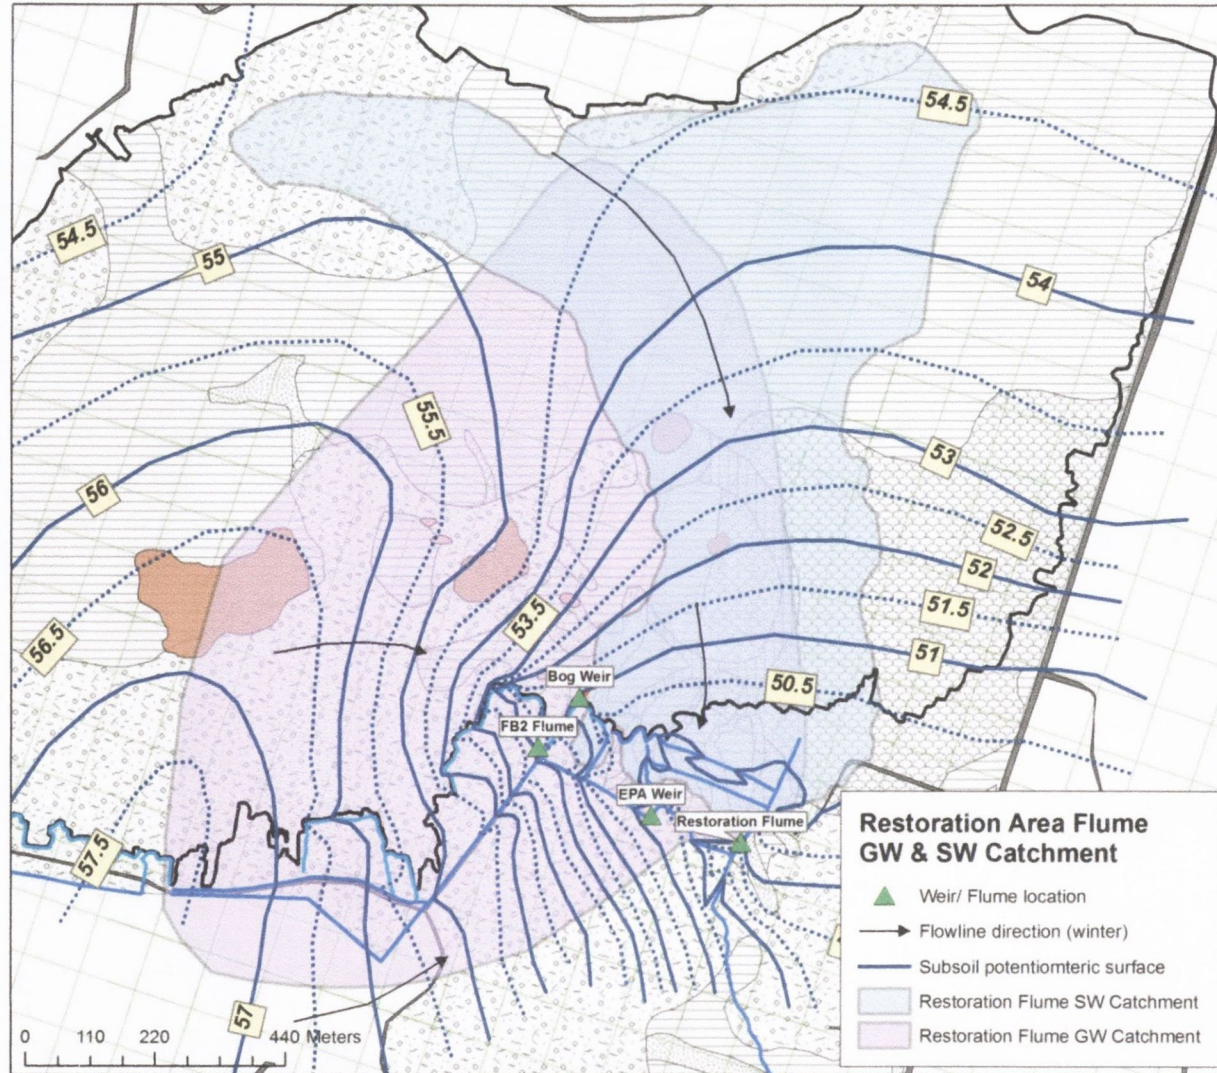 54.5
54.5
55
54
55.5
53
56
52.5
52
53.5
51.5
56.5
51
Bog Weir
50.5
FB2 Flume
EPA Weir
Restoration Flume
57.5
57
0 110 220 440 Meters
Restoration Area Flume
GW & SW Catchment
Weir/ Flume location
Flowline direction (winter)
Subsoil potentiomteric surface
Restoration Flume SW Catchment
Restoration Flume GW Catchment